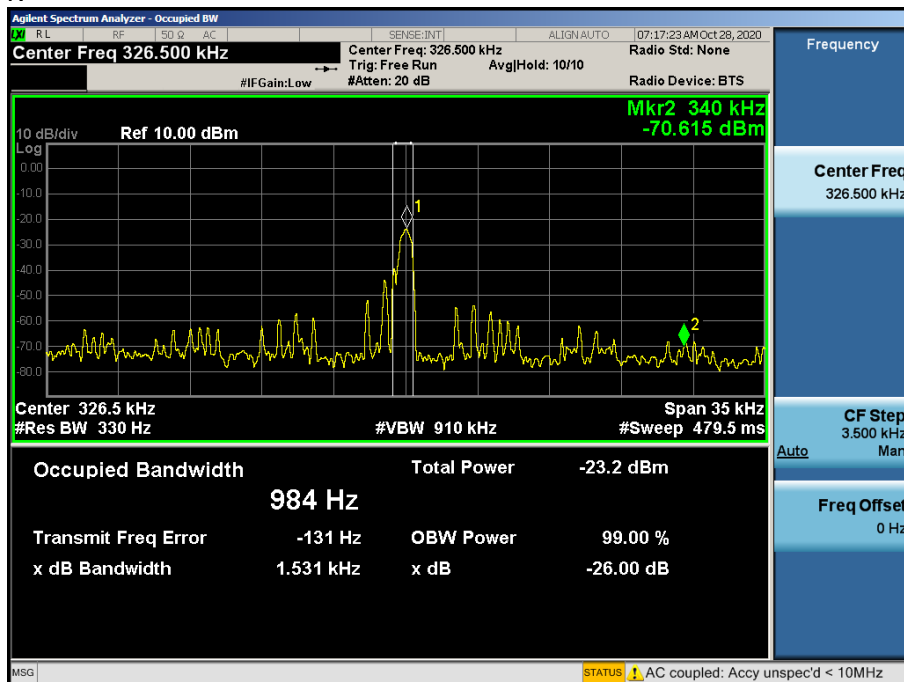 Agilent Spectrum Analyzer - Occupied BW
LXI RL RF 50 Ω AC SENSE:INT ALIGN AUTO 07:17:23 AM Oct 28, 2020
Center Freq 326.500 kHz
Center Freq: 326.500 kHz
Radio Std: None
Trig: Free Run Avg|Hold: 10/10
#IFGain:Low #Atten: 20 dB
Radio Device: BTS
Frequency
Mkr2 340 kHz
-70.615 dBm
10 dB/div Ref 10.00 dBm
Log
0.00
-10.0
-20.0
-30.0
-40.0
-50.0
-60.0
-70.0
-80.0
1
2
Center 326.5 kHz Span 35 kHz
#Res BW 330 Hz #VBW 910 kHz #Sweep 479.5 ms
Occupied Bandwidth Total Power -23.2 dBm
984 Hz
Transmit Freq Error -131 Hz OBW Power 99.00 %
x dB Bandwidth 1.531 kHz x dB -26.00 dB
Center Freq
326.500 kHz
CF Step
3.500 kHz
Auto Man
Freq Offset
0 Hz
MSG STATUS AC coupled: Accy unspec'd < 10MHz